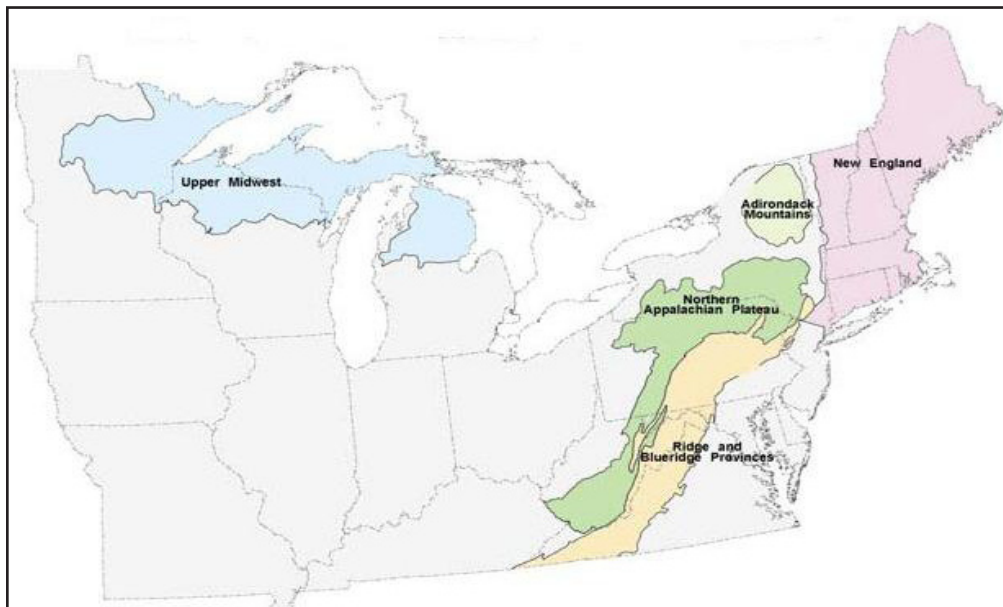 New England
Upper Midwest
Adirondack
Mountains
Northern
Appalachian Plateau
Ridge and
Blueridge Provinces